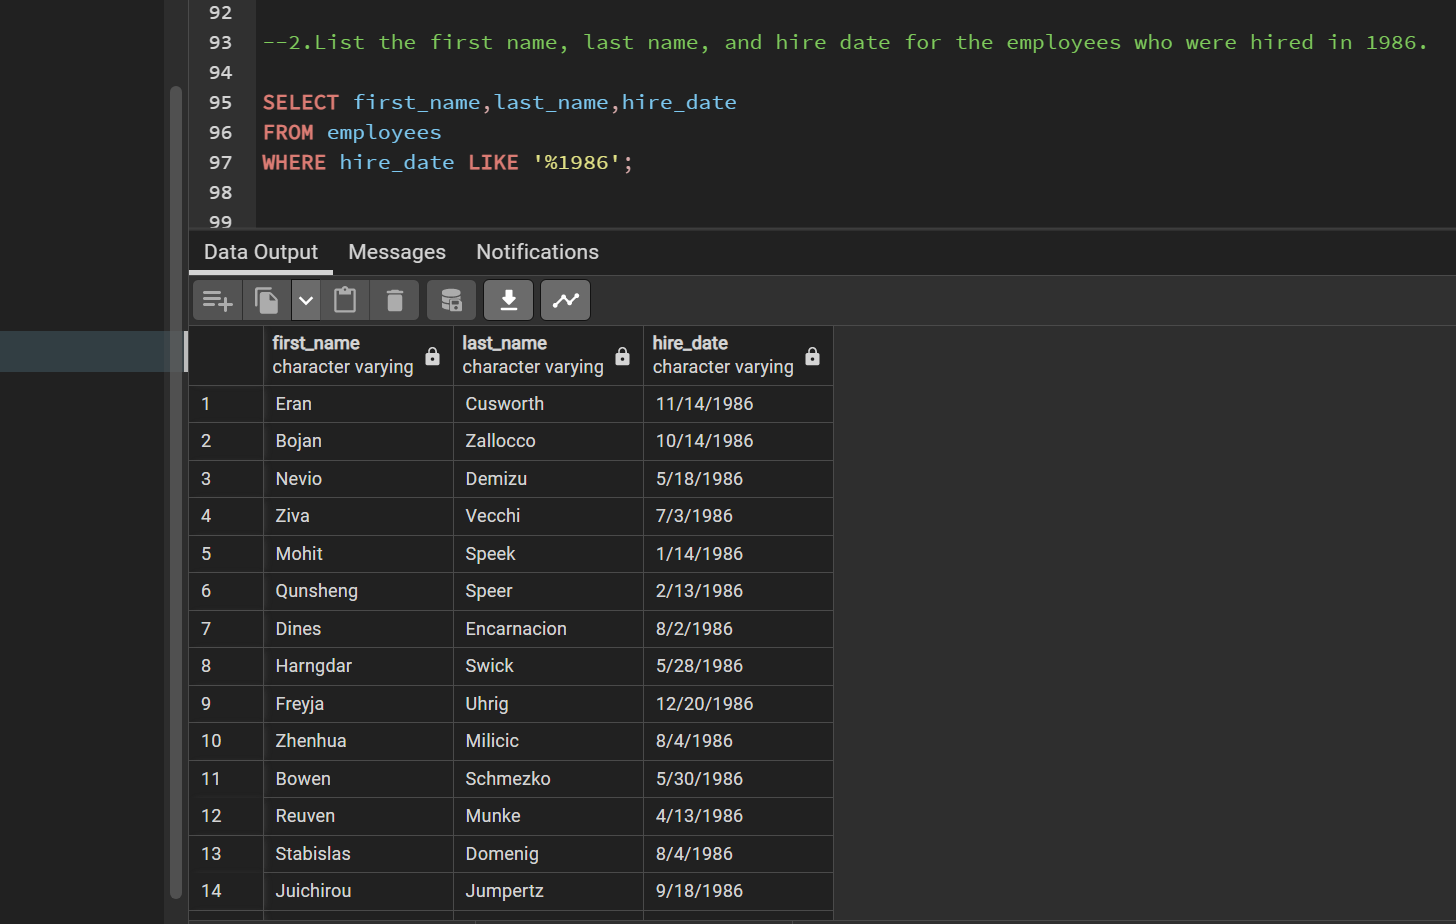 92
93 --2.List the first name, last name, and hire date for the employees who were hired in 1986.
94
95 SELECT first_name,last_name,hire_date
96 FROM employees
97 WHERE hire_date LIKE '%1986';
98
99
Data Output Messages Notifications
first_name last_name hire_date
character varying character varying character varying
1 Eran Cusworth 11/14/1986
2 Bojan Zallocco 10/14/1986
3 Nevio Demizu 5/18/1986
4 Ziva Vecchi 7/3/1986
5 Mohit Speek 1/14/1986
6 Qunsheng Speer 2/13/1986
7 Dines Encarnacion 8/2/1986
8 Harngdar Swick 5/28/1986
9 Freyja Uhrig 12/20/1986
10 Zhenhua Milicic 8/4/1986
11 Bowen Schmezko 5/30/1986
12 Reuven Munke 4/13/1986
13 Stabislas Domenig 8/4/1986
14 Juichirou Jumpertz 9/18/1986